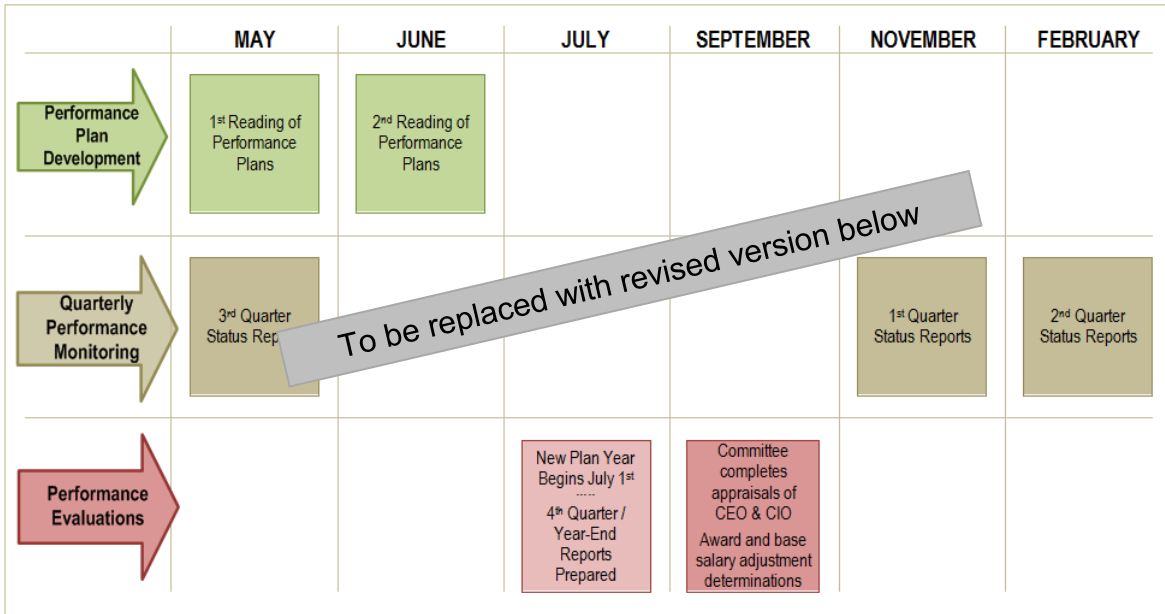 MAY JUNE JULY SEPTEMBER NOVEMBER FEBRUARY
Performance
Plan
Development
1st Reading of
Performance
Plans
2nd Reading of
Performance
Plans
To be replaced with revised version below
Quarterly
Performance
Monitoring
3rd Quarter
Status
1st Quarter
Status Reports
2nd Quarter
Status Reports
Performance
Evaluations
New Plan Year
Begins July 1st
.....
4th Quarter /
Year-End
Reports
Prepared
Committee
completes
appraisals of
CEO & CIO
Award and base
salary adjustment
determinations